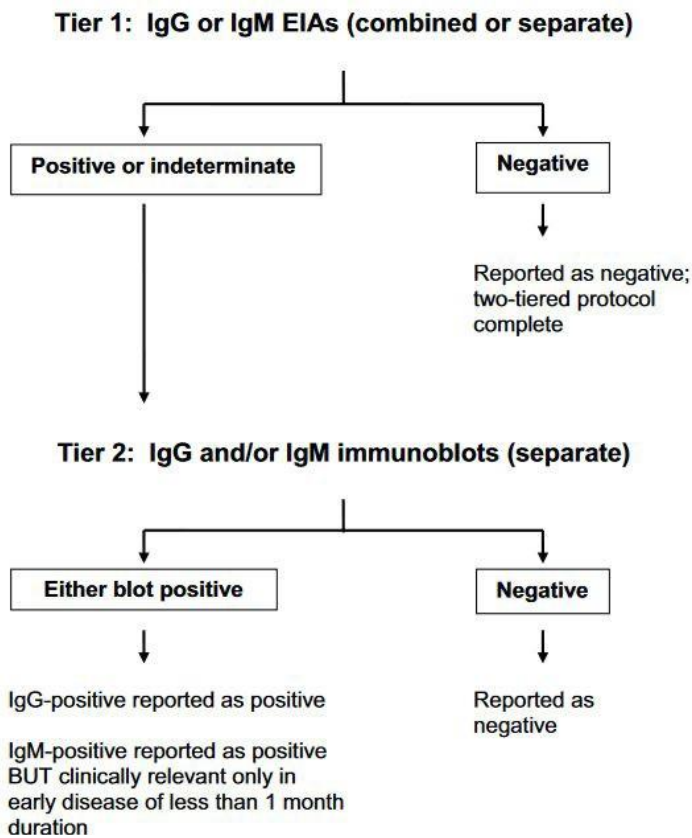 Tier 1: IgG or IgM EIAs (combined or separate)
Positive or indeterminate
Negative
Reported as negative;
two-tiered protocol
complete
Tier 2: IgG and/or IgM immunoblots (separate)
Either blot positive
Negative
IgG-positive reported as positive
IgM-positive reported as positive
BUT clinically relevant only in
early disease of less than 1 month
duration
Reported as
negative